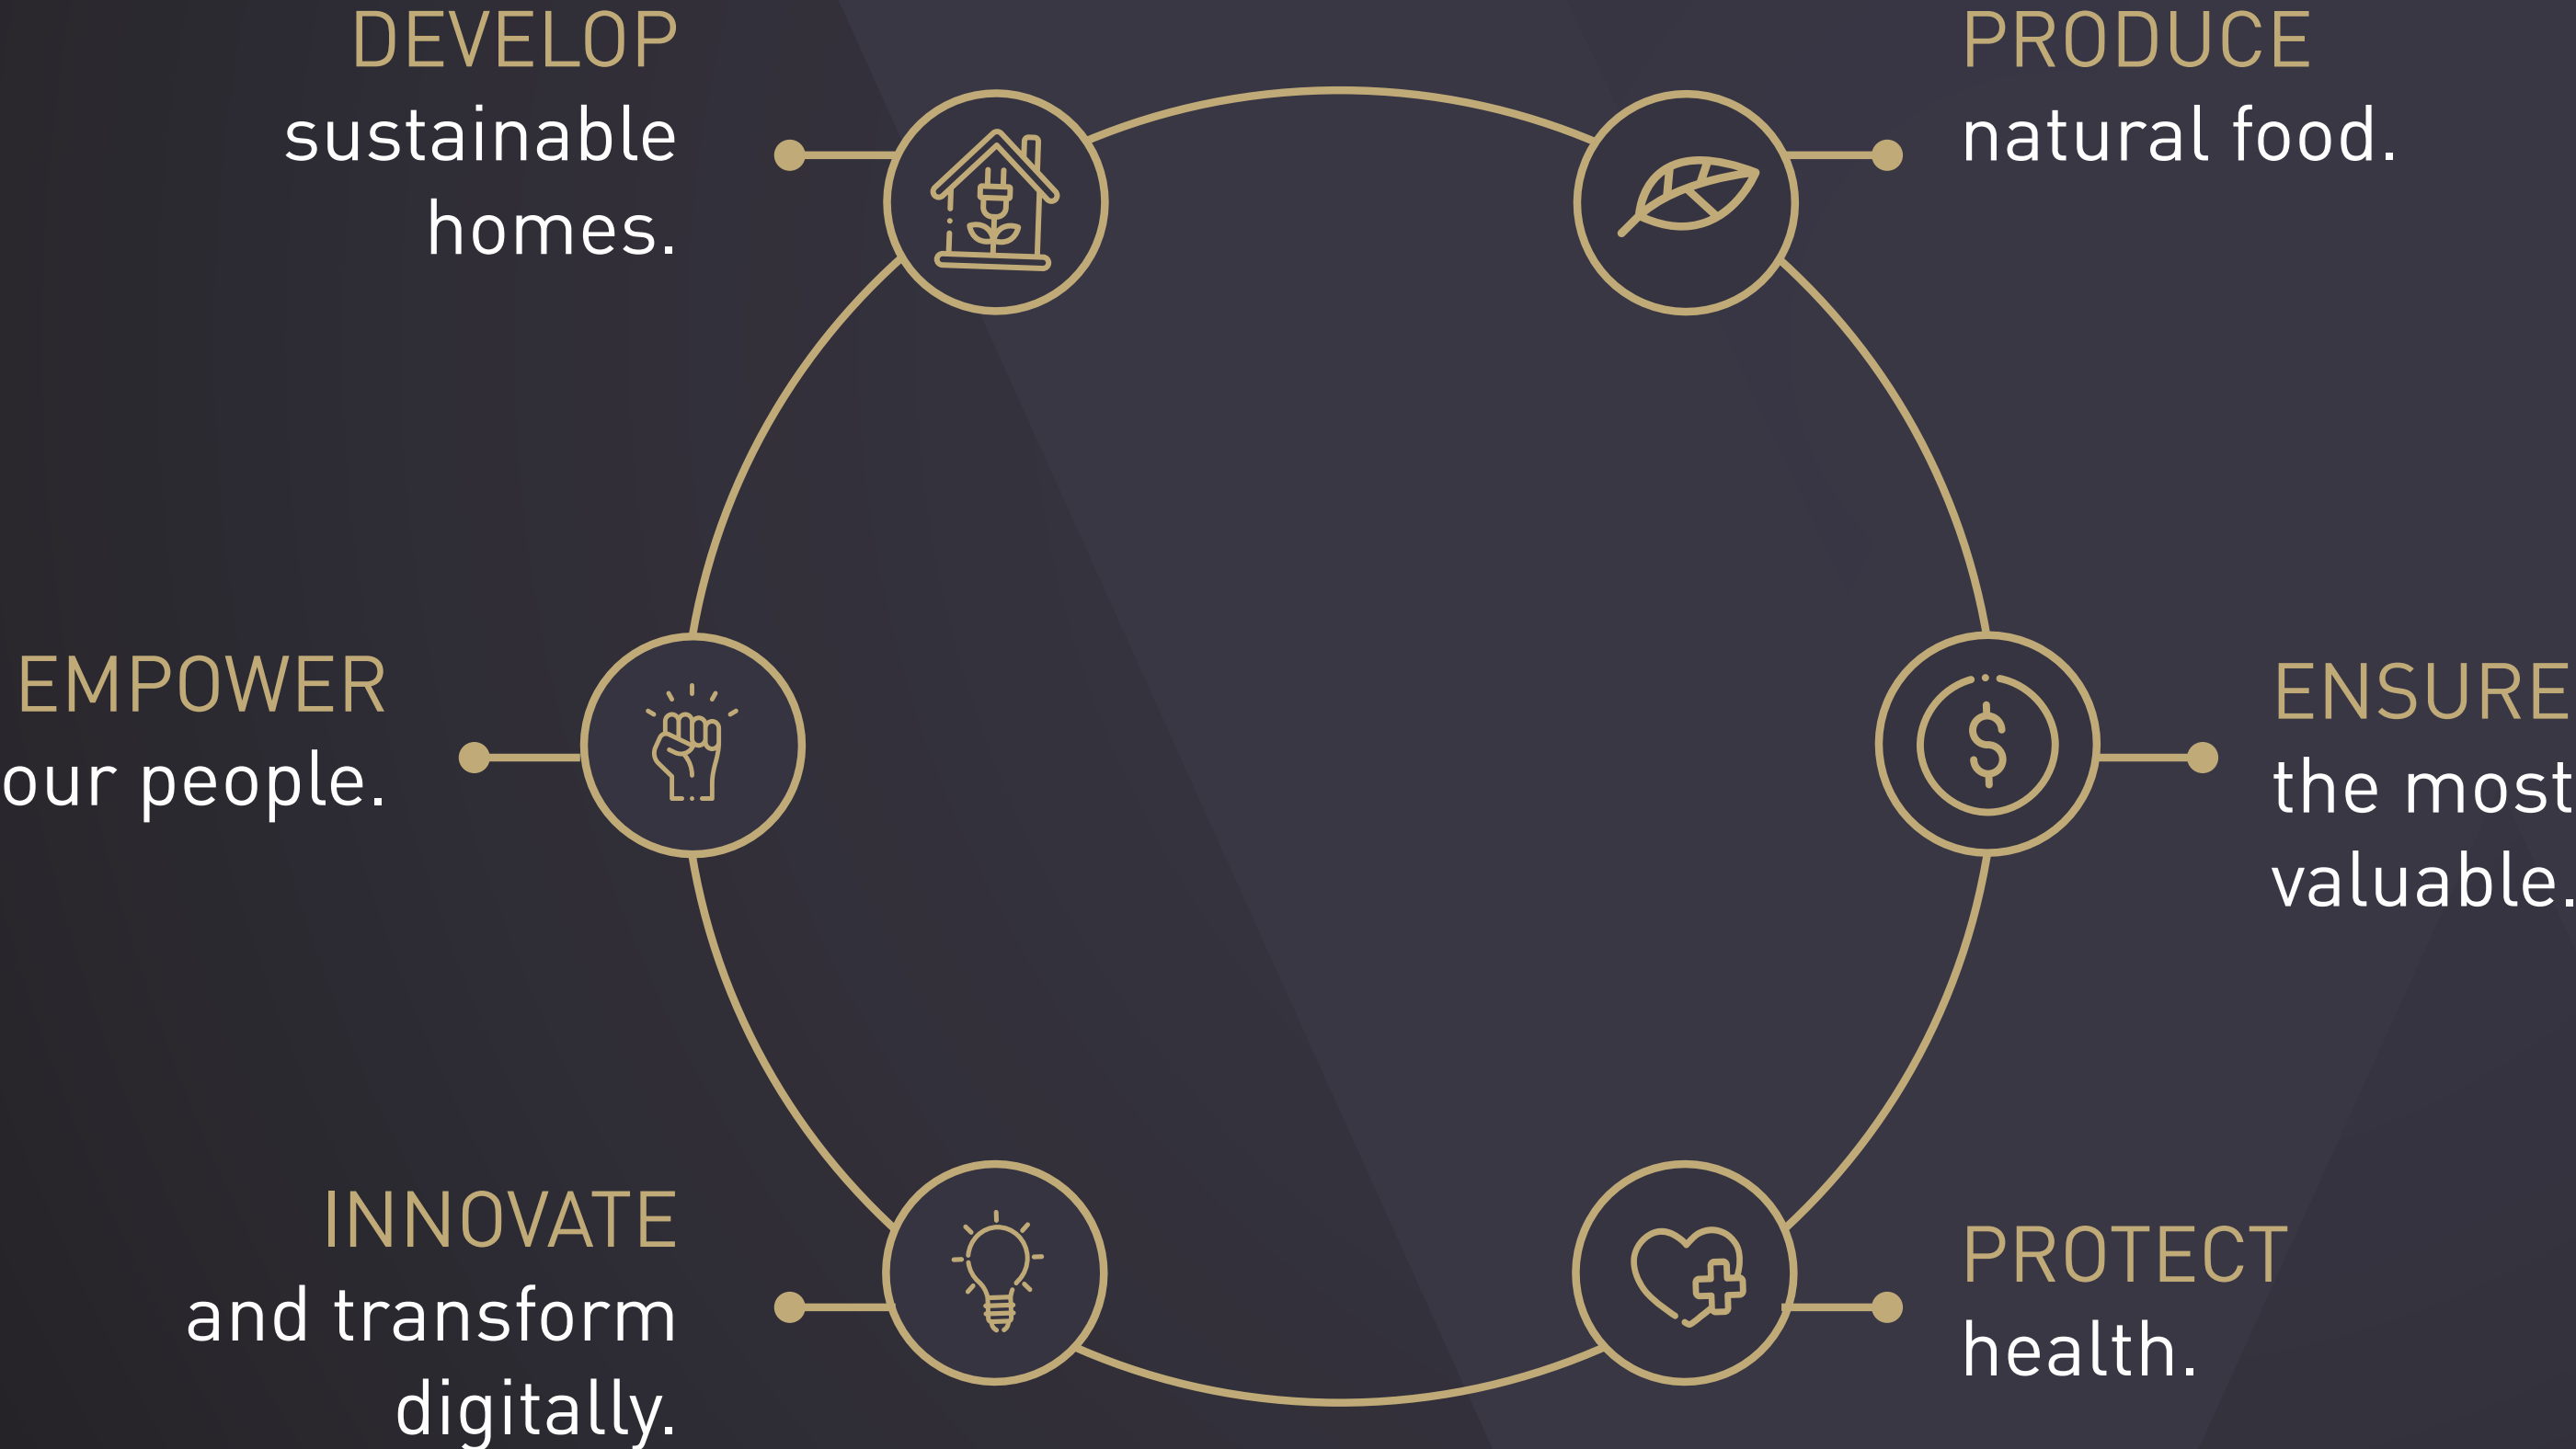 DEVELOP
sustainable
homes.
PRODUCE
natural food.
EMPOWER
our people.
ENSURE
the most
valuable.
INNOVATE
and transform
digitally.
PROTECT
health.